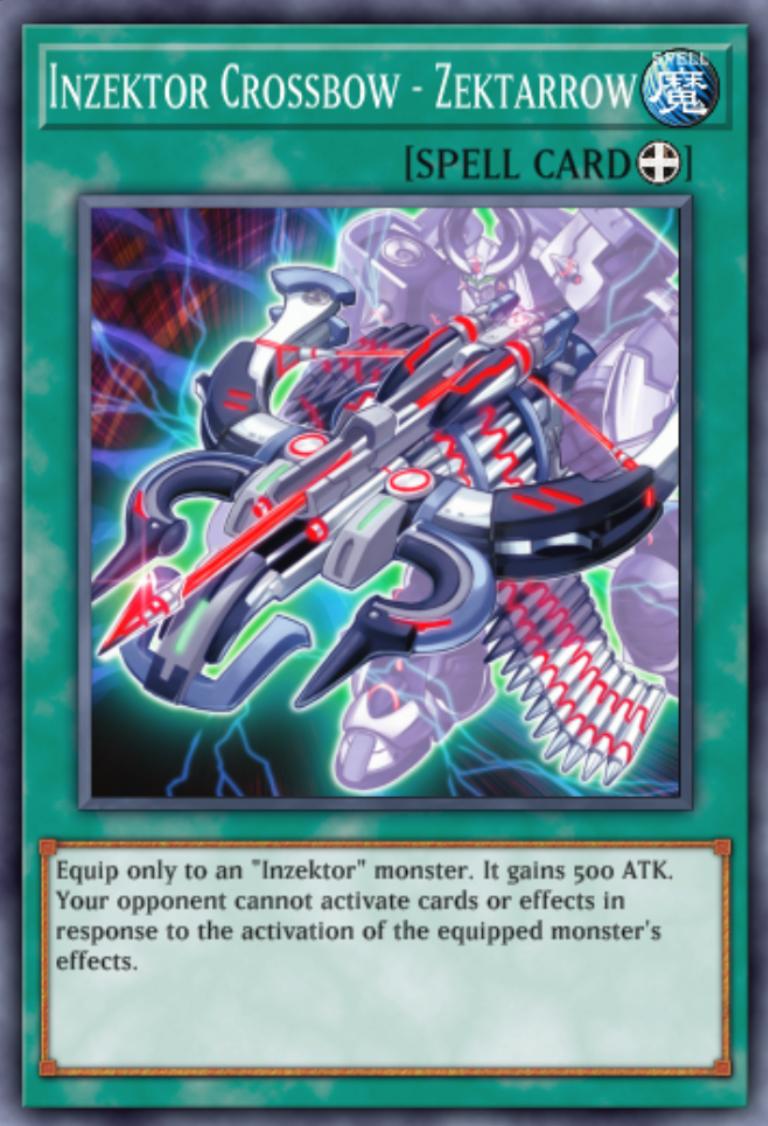 INZEKTOR CROSSBOW - ZEKTARROW
SPELL
魔
[SPELL CARD]
Equip only to an "Inzektor" monster. It gains 500 ATK.
Your opponent cannot activate cards or effects in
response to the activation of the equipped monster's
effects.